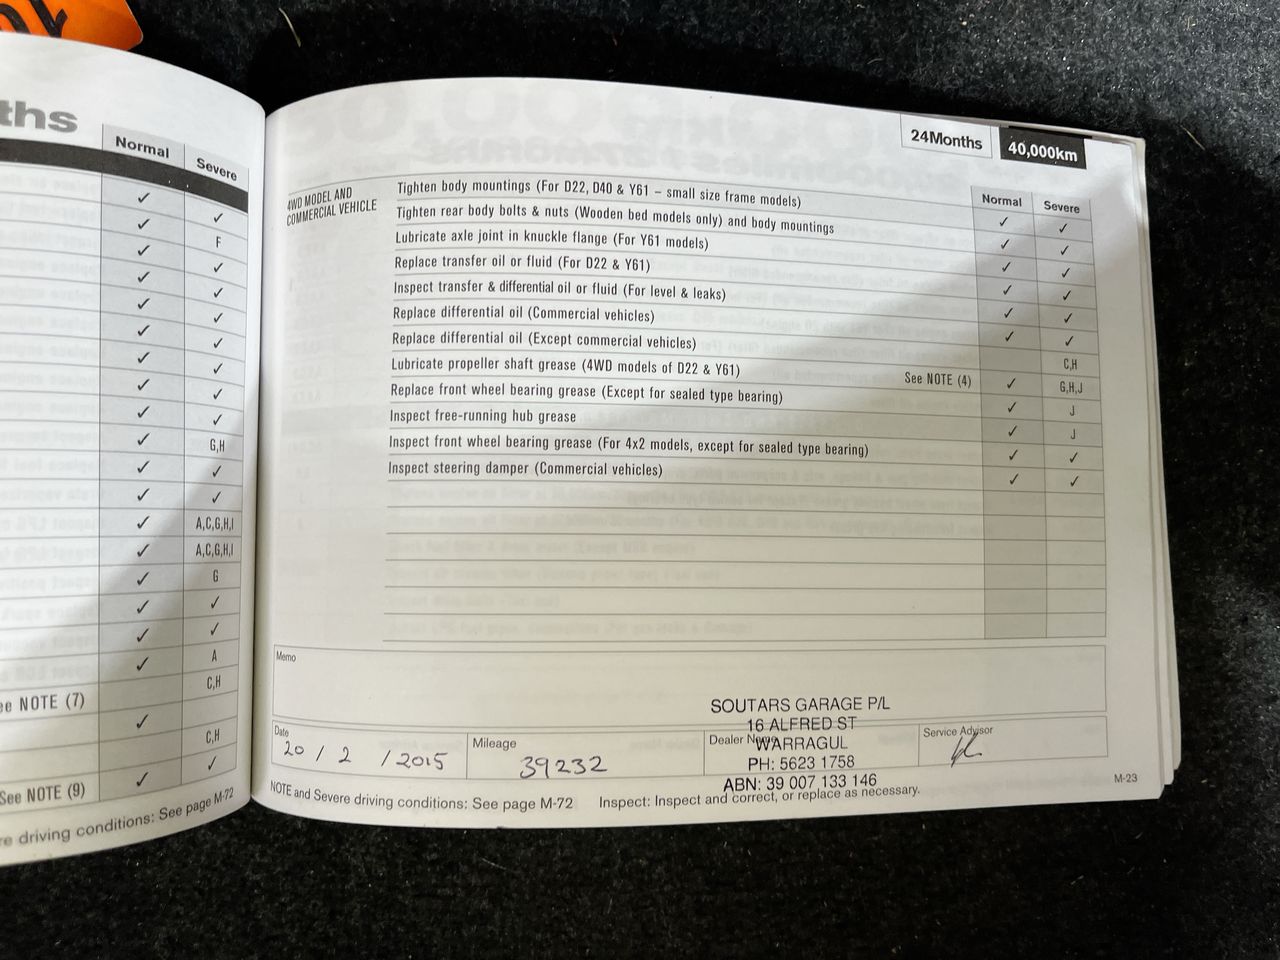 ths
Normal
Severe
✓
✓ ✓
✓ F
✓ ✓
✓ ✓
✓ ✓
✓ ✓
✓ ✓
✓ ✓
✓ ✓
✓ G,H
✓ ✓
✓ ✓
✓ A,C,G,H,I
✓ A,C,G,H,I
✓ G
✓ ✓
✓ ✓
✓ A
C,H
ee NOTE (7)
✓
C,H
✓
See NOTE (9) ✓
re driving conditions: See page M-72
24Months 40,000km
4WD MODEL AND
COMMERCIAL VEHICLE
Normal Severe
Tighten body mountings (For D22, D40 & Y61 – small size frame models) ✓ ✓
Tighten rear body bolts & nuts (Wooden bed models only) and body mountings ✓ ✓
Lubricate axle joint in knuckle flange (For Y61 models) ✓ ✓
Replace transfer oil or fluid (For D22 & Y61) ✓ ✓
Inspect transfer & differential oil or fluid (For level & leaks) ✓ ✓
Replace differential oil (Commercial vehicles) ✓ ✓
Replace differential oil (Except commercial vehicles) C,H
Lubricate propeller shaft grease (4WD models of D22 & Y61) See NOTE (4) ✓ G,H,J
Replace front wheel bearing grease (Except for sealed type bearing) ✓ J
Inspect free-running hub grease ✓ J
Inspect front wheel bearing grease (For 4x2 models, except for sealed type bearing) ✓ ✓
Inspect steering damper (Commercial vehicles) ✓ ✓
Memo
SOUTARS GARAGE P/L
16 ALFRED ST
WARRAGUL
PH: 5623 1758
ABN: 39 007 133 146
Date
20 / 2 / 2015
Mileage
39232
Dealer Name
Service Advisor
NOTE and Severe driving conditions: See page M-72 Inspect: Inspect and correct, or replace as necessary.
M-23